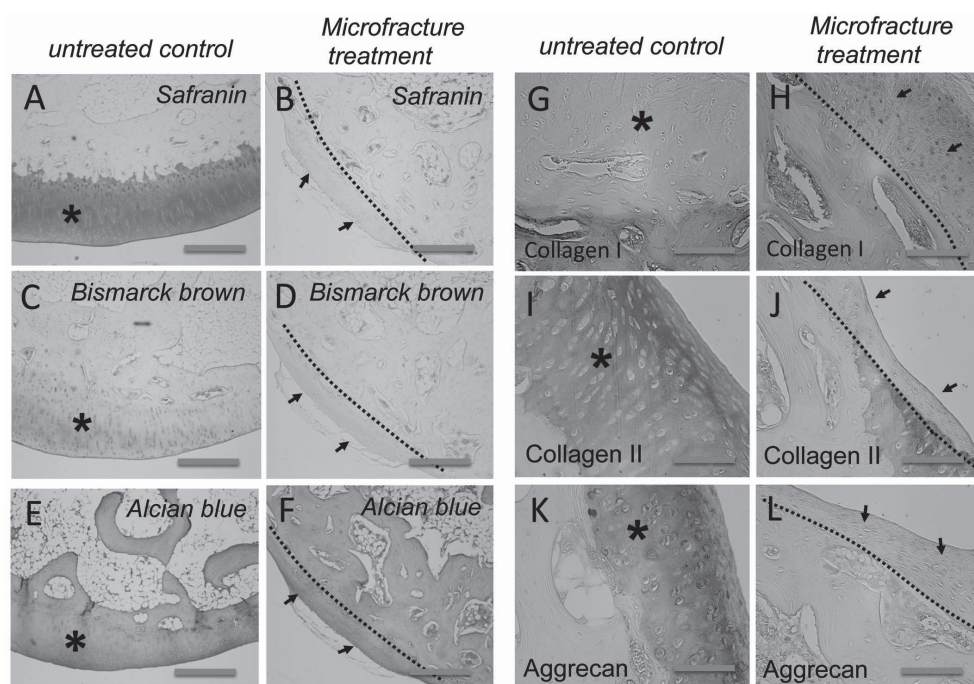 untreated control
Microfracture
treatment
untreated control
Microfracture
treatment
A Safranin
B Safranin
G
Collagen I
H
Collagen I
C Bismarck brown
D Bismarck brown
I
Collagen II
J
Collagen II
E Alcian blue
F Alcian blue
K
Aggrecan
L
Aggrecan